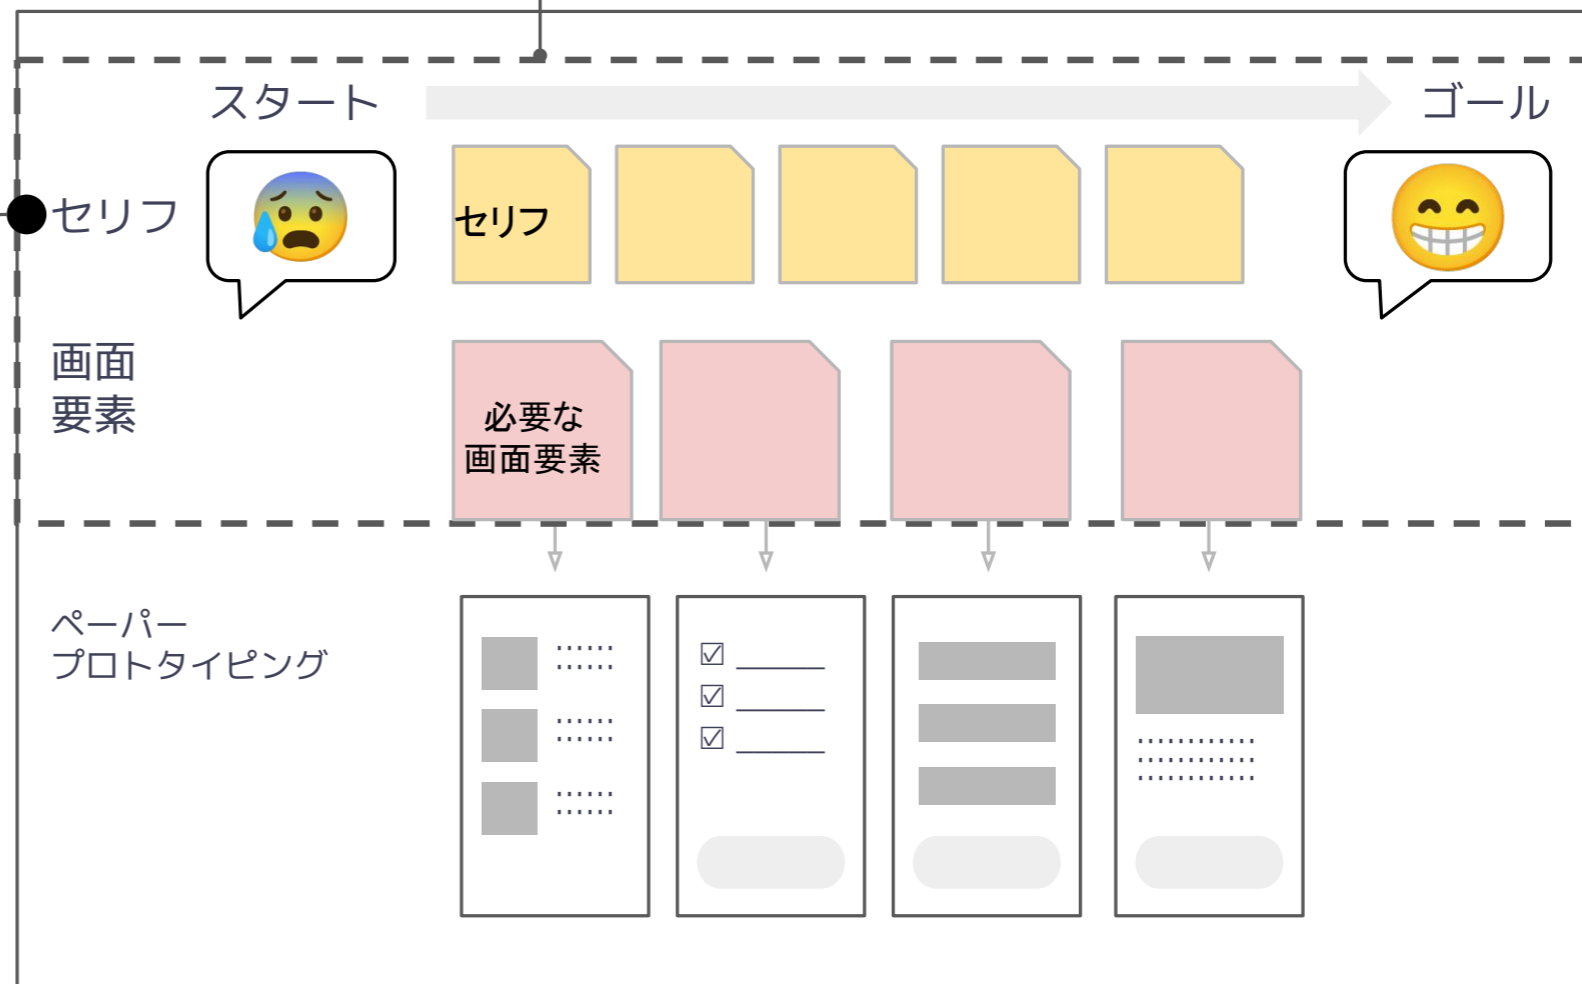 スタート
ゴール
セリフ
セリフ
画面
要素
必要な
画面要素
ペーパー
プロトタイピング